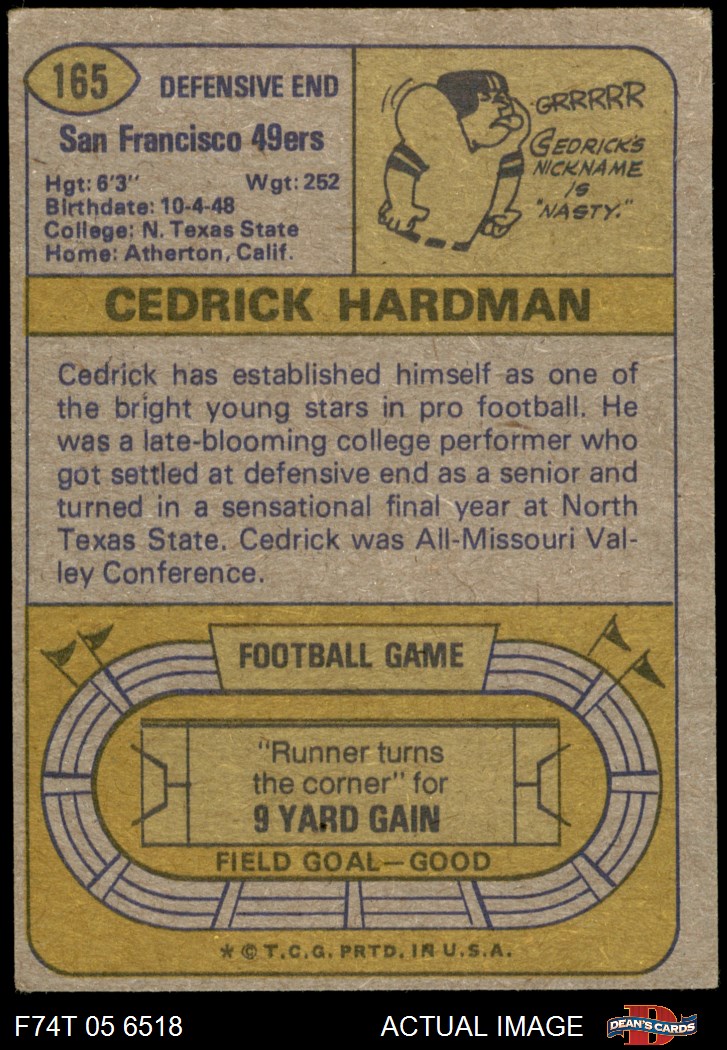 165
DEFENSIVE END
San Francisco 49ers
Hgt: 6'3" Wgt: 252
Birthdate: 10-4-48
College: N. Texas State
Home: Atherton, Calif.
GRRRRR
CEDRICK'S
NICKNAME
IS
"NASTY."
CEDRICK HARDMAN
Cedrick has established himself as one of
the bright young stars in pro football. He
was a late-blooming college performer who
got settled at defensive end as a senior and
turned in a sensational final year at North
Texas State. Cedrick was All-Missouri Val-
ley Conference.
FOOTBALL GAME
"Runner turns
the corner" for
9 YARD GAIN
FIELD GOAL—GOOD
* © T.C.G. PRTD. IN U.S.A.
F74T 05 6518 ACTUAL IMAGE
D
DEAN'S CARDS